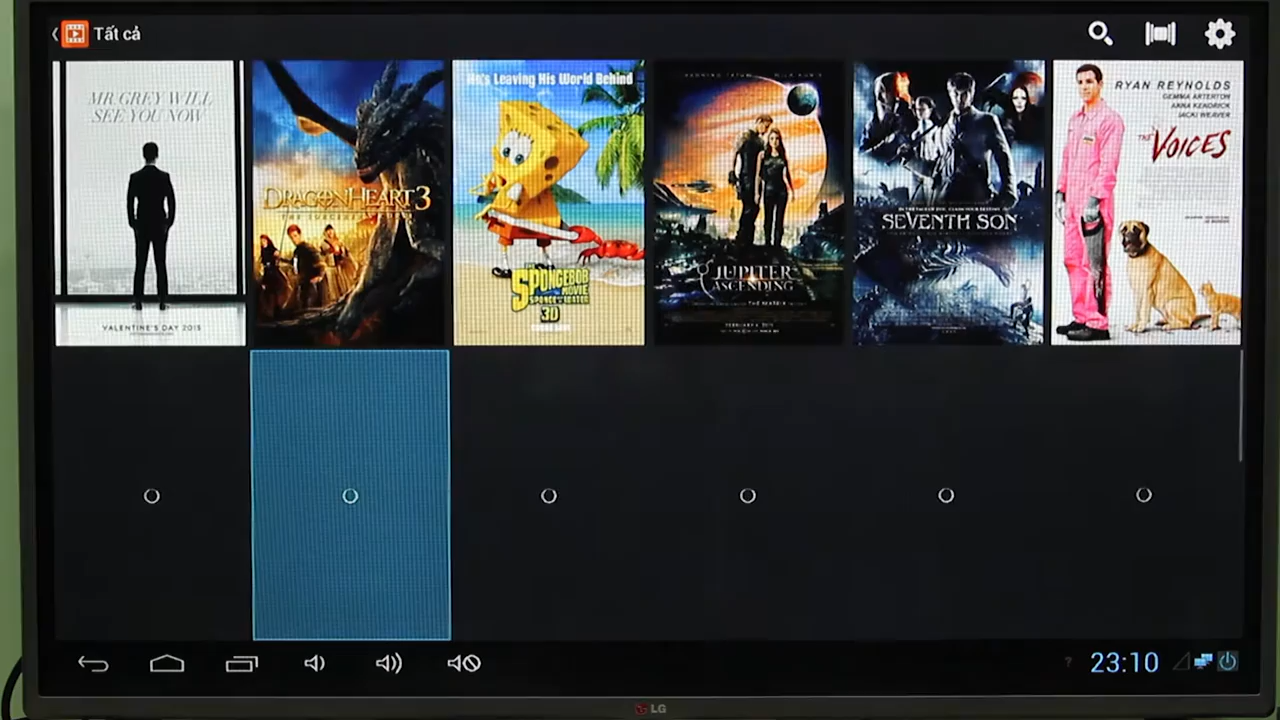 Tất cả
MR. GREY WILL
SEE YOU NOW
VALENTINE'S DAY 2015
DRAGONHEART 3
He's Leaving His World Behind
THE
SPONGEBOB
MOVIE
SPONGE OUT OF WATER
3D
JUPITER
ASCENDING
SEVENTH SON
RYAN REYNOLDS
GEMMA ARTERTON
ANNA KENDRICK
JACKI WEAVER
THE VOICES
?
23:10
LG